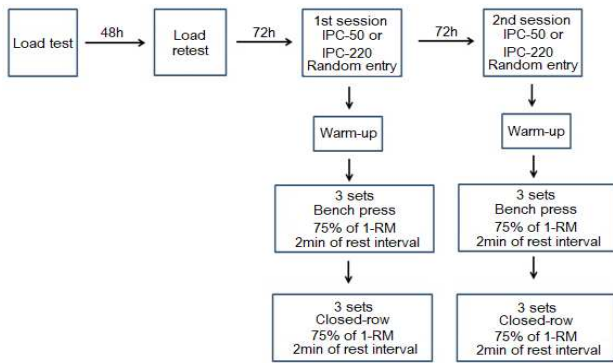 Load test
48h
Load
retest
72h
1st session
IPC-50 or
IPC-220
Random entry
72h
2nd session
IPC-50 or
IPC-220
Random entry
Warm-up
Warm-up
3 sets
Bench press
75% of 1-RM
2min of rest interval
3 sets
Bench press
75% of 1-RM
2min of rest interval
3 sets
Closed-row
75% of 1-RM
2min of rest interval
3 sets
Closed-row
75% of 1-RM
2min of rest interval